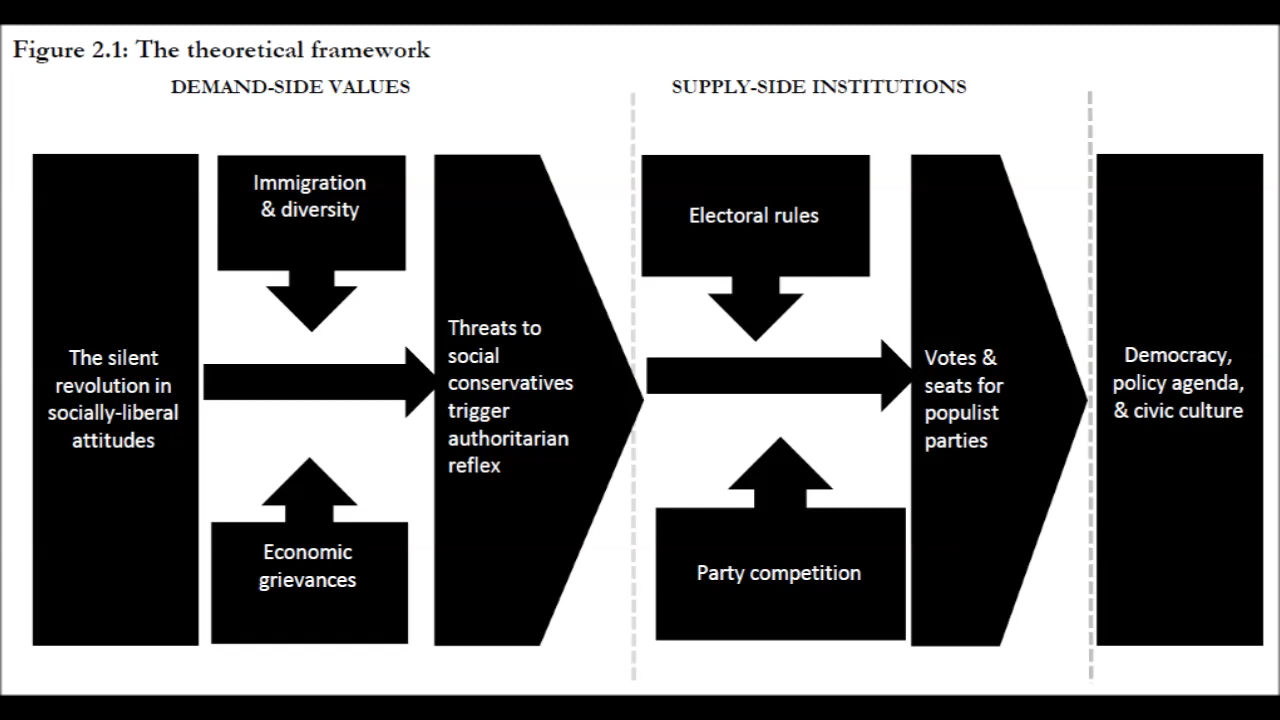 Figure 2.1: The theoretical framework
DEMAND-SIDE VALUES
SUPPLY-SIDE INSTITUTIONS
The silent
revolution in
socially-liberal
attitudes
Immigration
& diversity
Economic
grievances
Threats to
social
conservatives
trigger
authoritarian
reflex
Electoral rules
Party competition
Votes &
seats for
populist
parties
Democracy,
policy agenda,
& civic culture